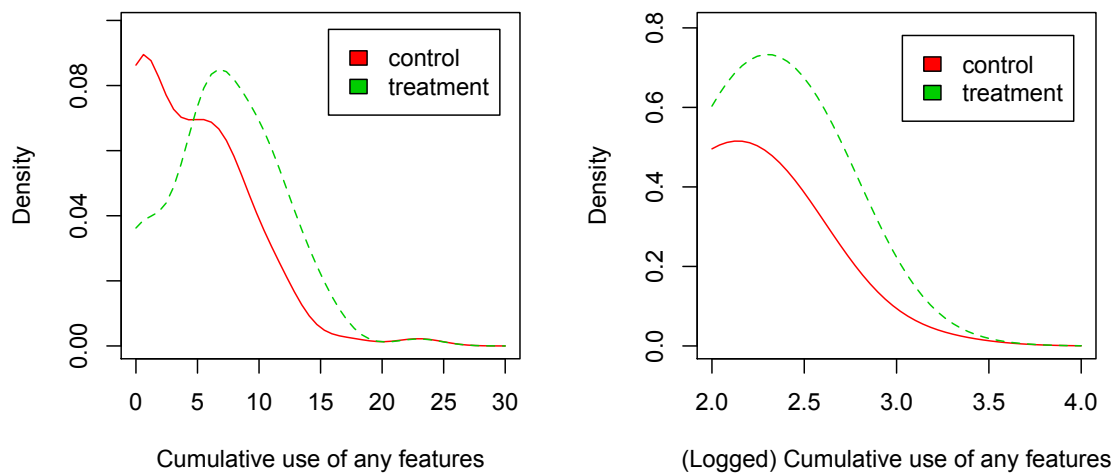 control
treatment
0.00
0.04
0.08
Density
0
5
10
15
20
25
30
Cumulative use of any features
control
treatment
0.0
0.2
0.4
0.6
0.8
Density
2.0
2.5
3.0
3.5
4.0
(Logged) Cumulative use of any features